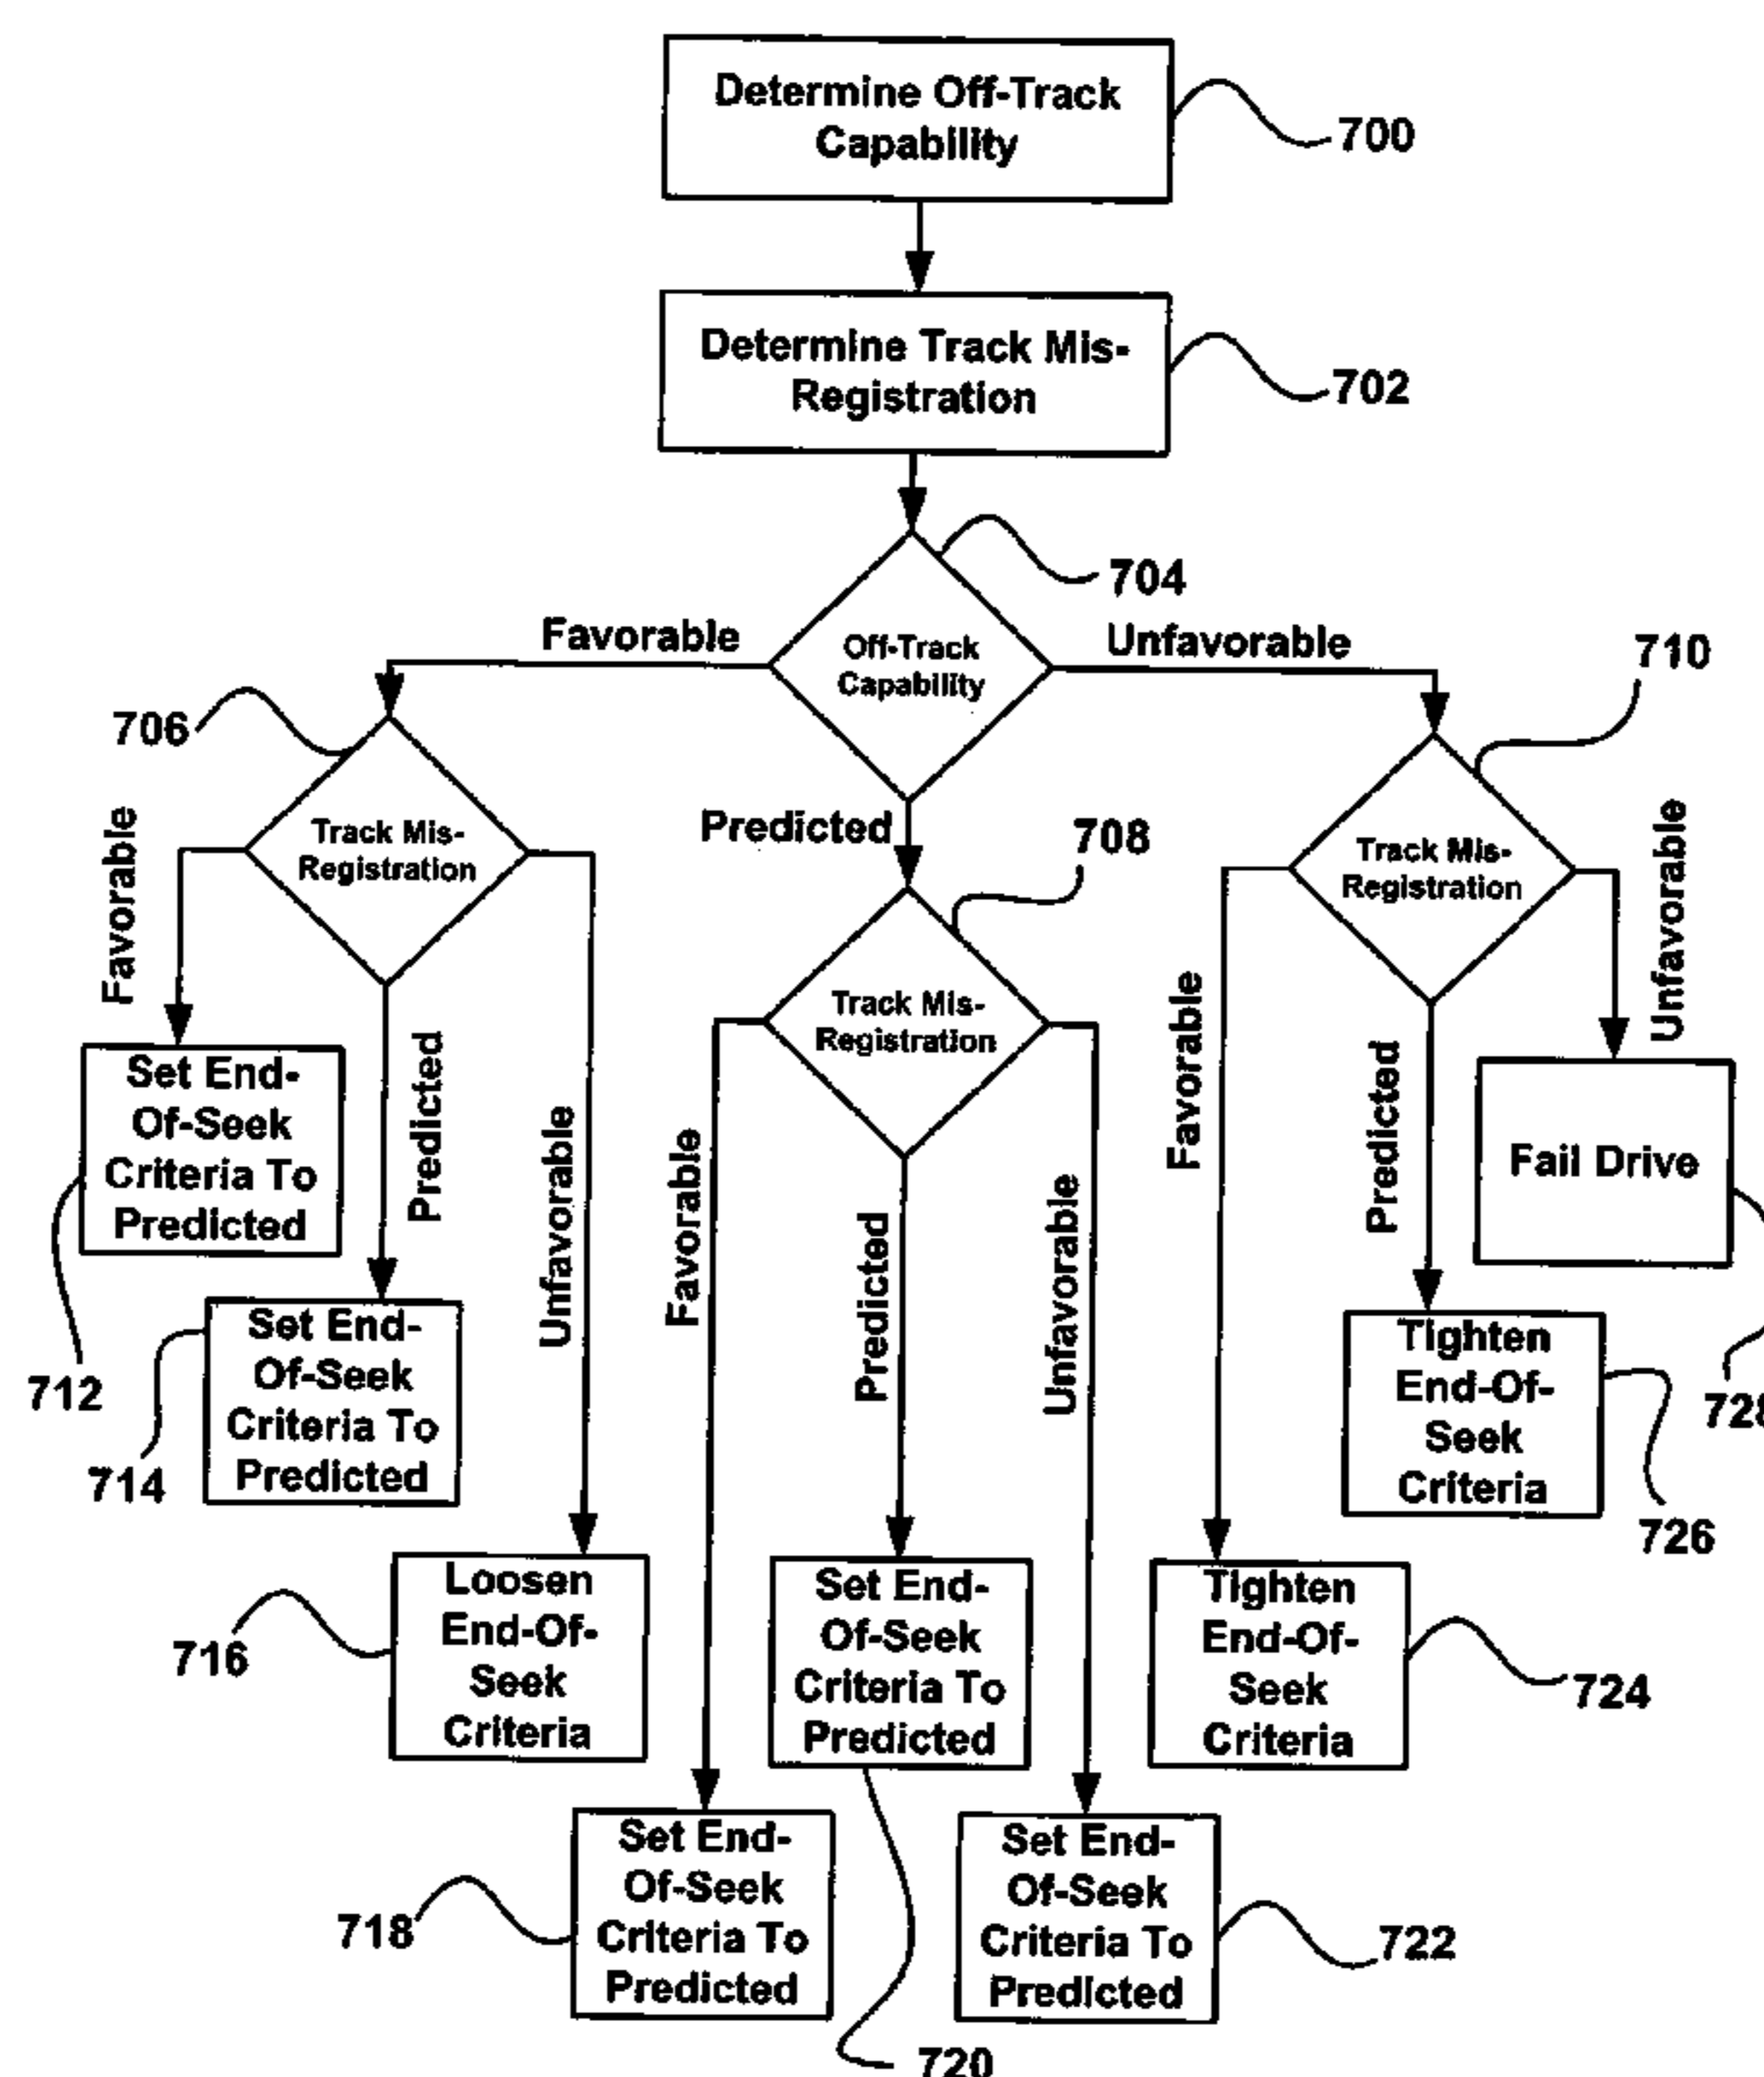 Determine Off-Track
Capability
700
Determine Track Mis-
Registration
702
704
Off-Track
Capability
Favorable
Unfavorable
Predicted
706
Track Mis-
Registration
Favorable
Predicted
Unfavorable
708
Track Mis-
Registration
Favorable
Predicted
Unfavorable
710
Track Mis-
Registration
Favorable
Predicted
Unfavorable
Set End-
Of-Seek
Criteria To
Predicted
712
Set End-
Of-Seek
Criteria To
Predicted
714
Loosen
End-Of-
Seek
Criteria
716
Set End-
Of-Seek
Criteria To
Predicted
718
Set End-
Of-Seek
Criteria To
Predicted
720
Set End-
Of-Seek
Criteria To
Predicted
722
Tighten
End-Of-
Seek
Criteria
724
Tighten
End-Of-
Seek
Criteria
726
Fail Drive
728